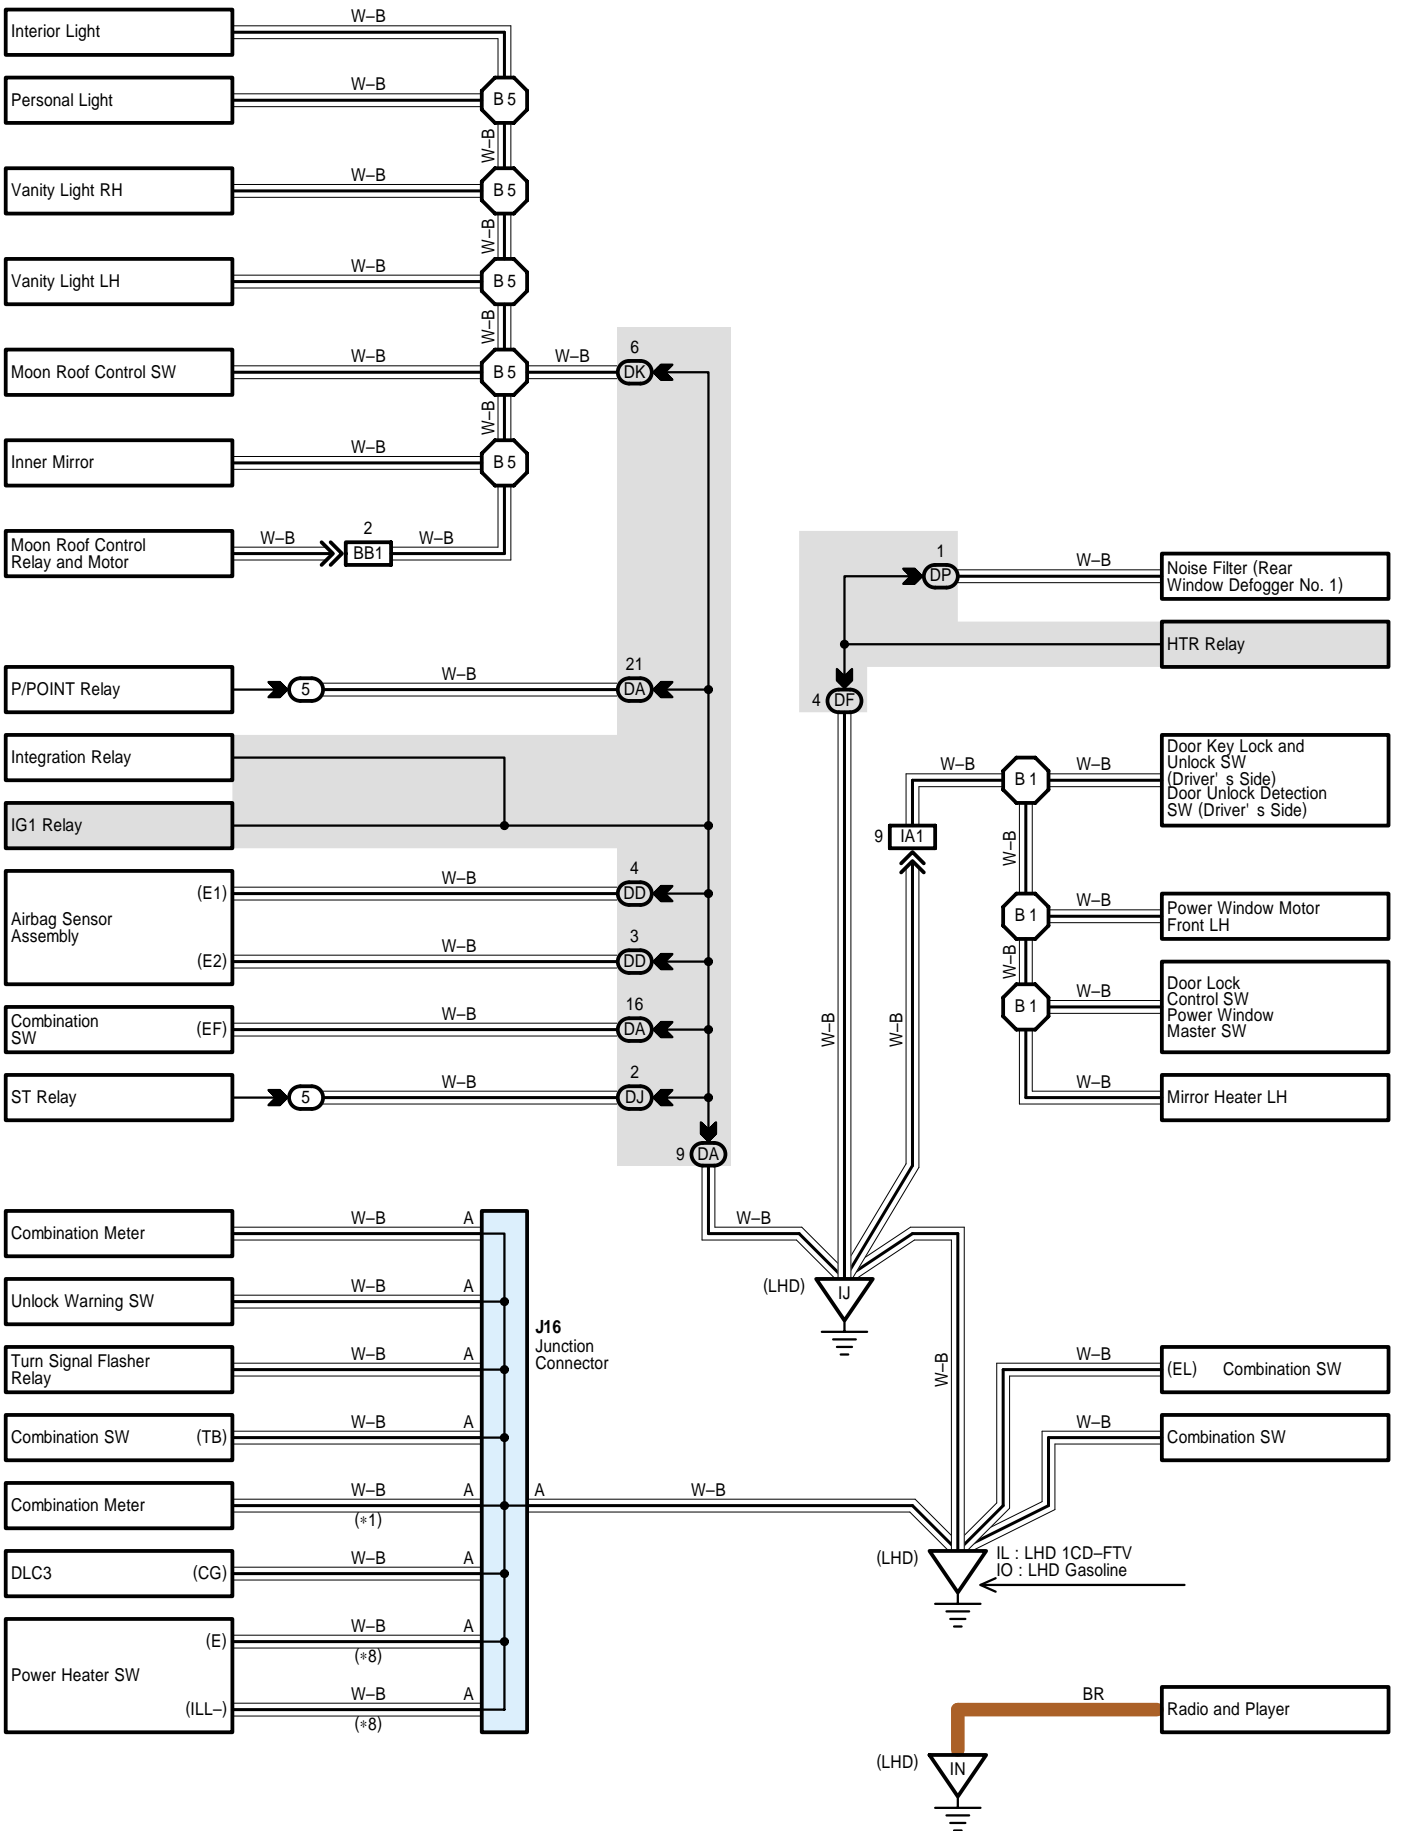 Interior Light
W–B
Personal Light
W–B
B 5
W–B
Vanity Light RH
W–B
B 5
W–B
Vanity Light LH
W–B
B 5
W–B
Moon Roof Control SW
W–B
B 5
W–B
6
DK
W–B
Inner Mirror
W–B
B 5
Moon Roof Control
Relay and Motor
W–B
2
BB1
W–B
1
DP
W–B
Noise Filter (Rear
Window Defogger No. 1)
HTR Relay
4
DF
P/POINT Relay
5
W–B
21
DA
Integration Relay
IG1 Relay
Airbag Sensor
Assembly
(E1)
W–B
4
DD
(E2)
W–B
3
DD
Combination
SW
(EF)
W–B
16
DA
ST Relay
5
W–B
2
DJ
9
DA
W–B
W–B
B 1
W–B
Door Key Lock and
Unlock SW
(Driver' s Side)
Door Unlock Detection
SW (Driver' s Side)
9
IA1
W–B
B 1
W–B
Power Window Motor
Front LH
W–B
B 1
W–B
Door Lock
Control SW
Power Window
Master SW
W–B
Mirror Heater LH
W–B
W–B
(LHD)
IJ
W–B
Combination Meter
W–B
A
Unlock Warning SW
W–B
A
J16
Junction
Connector
Turn Signal Flasher
Relay
W–B
A
Combination SW
(TB)
W–B
A
Combination Meter
W–B
A
(∗1)
A
W–B
DLC3
(CG)
W–B
A
Power Heater SW
(E)
W–B
A
(∗8)
(ILL–)
W–B
A
(∗8)
W–B
(EL)
Combination SW
W–B
Combination SW
(LHD)
IL : LHD 1CD–FTV
IO : LHD Gasoline
BR
Radio and Player
(LHD)
IN